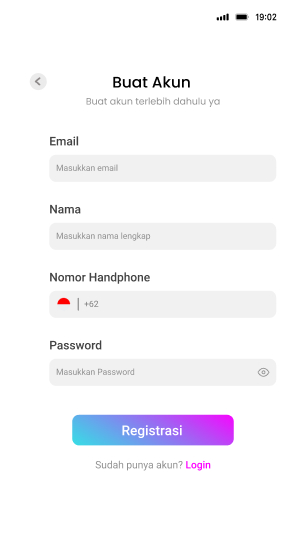 19:02
Buat Akun
Buat akun terlebih dahulu ya
Email
Masukkan email
Nama
Masukkan nama lengkap
Nomor Handphone
+62
Password
Masukkan Password
Registrasi
Sudah punya akun? Login